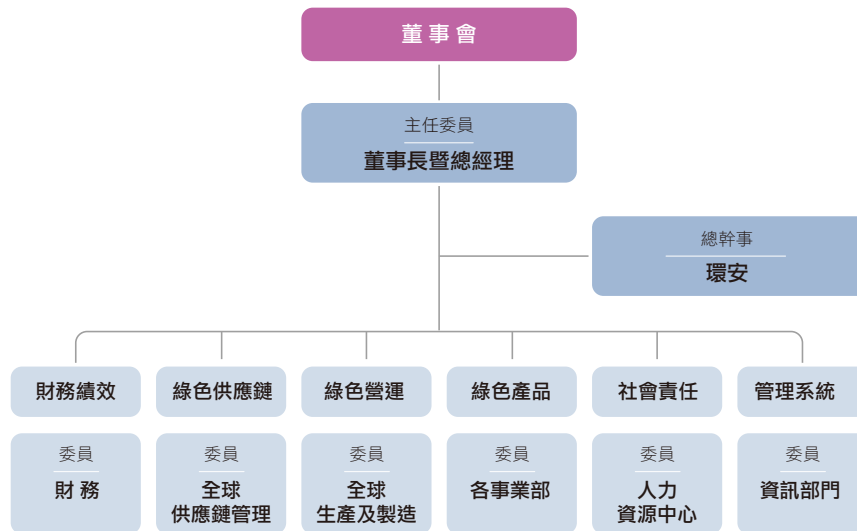 董事會
主任委員
董事長暨總經理
總幹事
環安
財務績效
綠色供應鏈
綠色營運
綠色產品
社會責任
管理系統
委員
財務
委員
全球
供應鏈管理
委員
全球
生產及製造
委員
各事業部
委員
人力
資源中心
委員
資訊部門